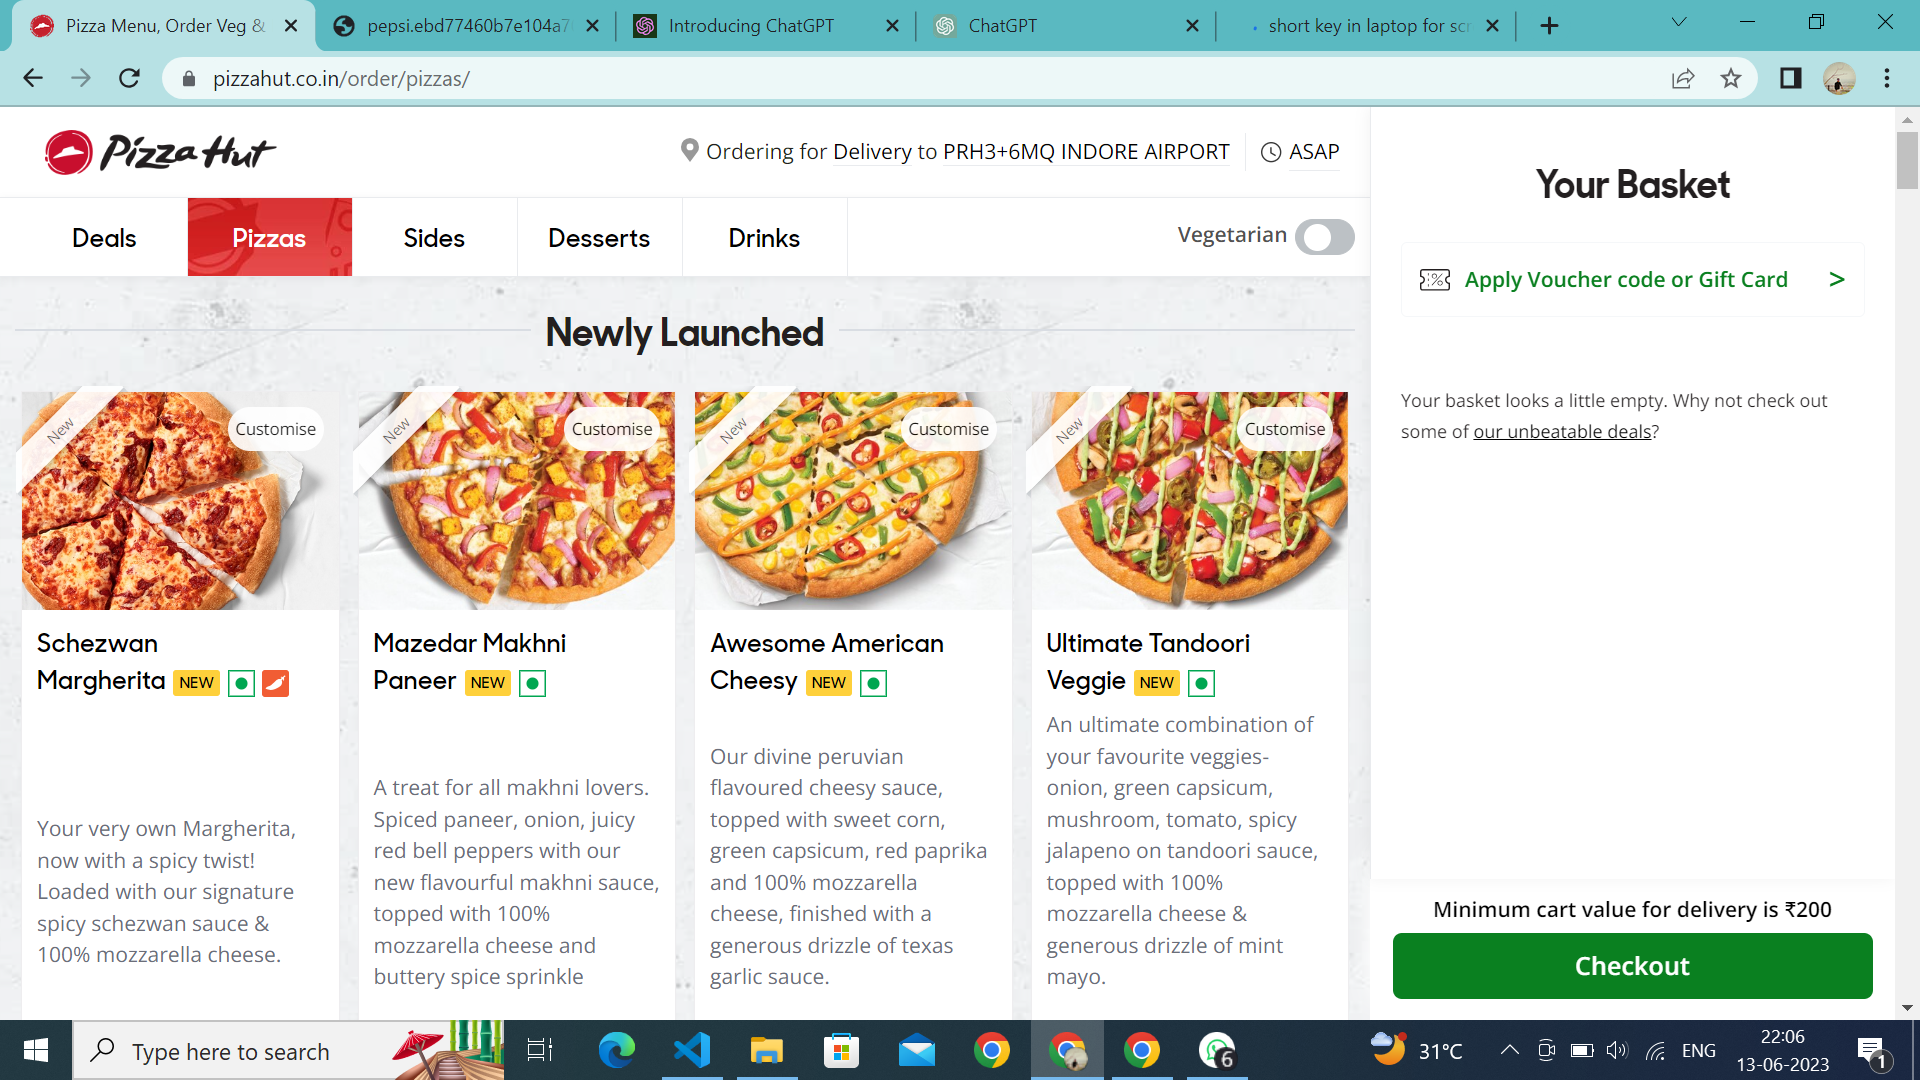 Pizza Menu, Order Veg &
pepsi.ebd77460b7e104a7
Introducing ChatGPT
ChatGPT
short key in laptop for scr
pizzahut.co.in/order/pizzas/
Pizza Hut
Ordering for Delivery to PRH3+6MQ INDORE AIRPORT
ASAP
Deals
Pizzas
Sides
Desserts
Drinks
Vegetarian
Newly Launched
New
Customise
New
Customise
New
Customise
New
Customise
Schezwan
Margherita NEW
Your very own Margherita,
now with a spicy twist!
Loaded with our signature
spicy schezwan sauce &
100% mozzarella cheese.
Mazedar Makhni
Paneer NEW
A treat for all makhni lovers.
Spiced paneer, onion, juicy
red bell peppers with our
new flavourful makhni sauce,
topped with 100%
mozzarella cheese and
buttery spice sprinkle
Awesome American
Cheesy NEW
Our divine peruvian
flavoured cheesy sauce,
topped with sweet corn,
green capsicum, red paprika
and 100% mozzarella
cheese, finished with a
generous drizzle of texas
garlic sauce.
Ultimate Tandoori
Veggie NEW
An ultimate combination of
your favourite veggies-
onion, green capsicum,
mushroom, tomato, spicy
jalapeno on tandoori sauce,
topped with 100%
mozzarella cheese &
generous drizzle of mint
mayo.
Your Basket
Apply Voucher code or Gift Card >
Your basket looks a little empty. Why not check out
some of our unbeatable deals?
Minimum cart value for delivery is ₹200
Checkout
Type here to search
6
31°C
ENG
22:06
13-06-2023
1